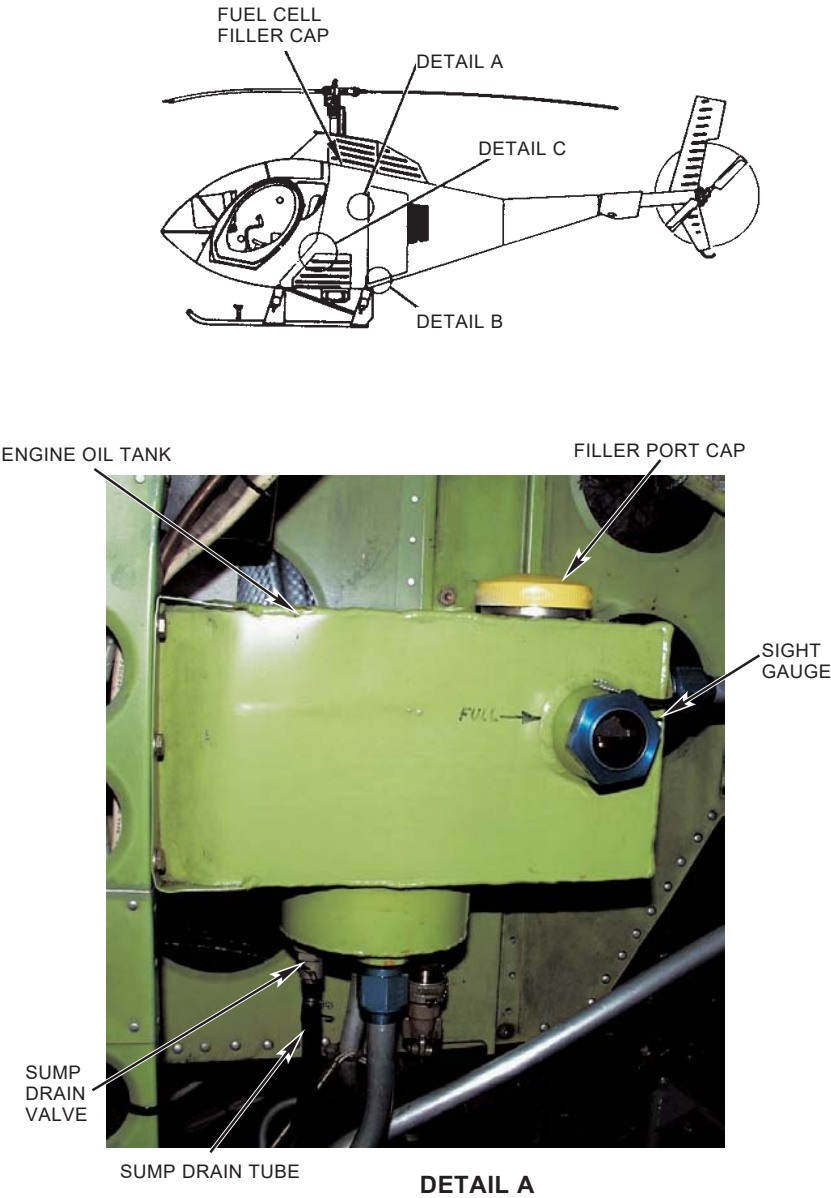 FUEL CELL
FILLER CAP
DETAIL A
DETAIL C
DETAIL B
ENGINE OIL TANK
FILLER PORT CAP
SIGHT
GAUGE
FULL
SUMP
DRAIN
VALVE
SUMP DRAIN TUBE
DETAIL A